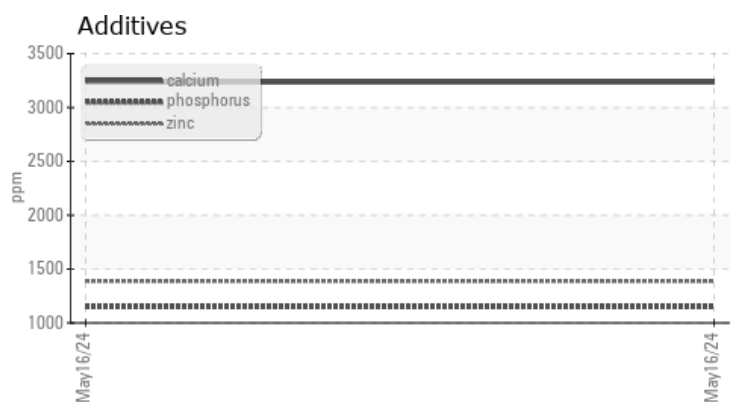 Additives
3500
3000
2500
2000
1500
1000
ppm
calcium
phosphorus
zinc
May16/24
May16/24